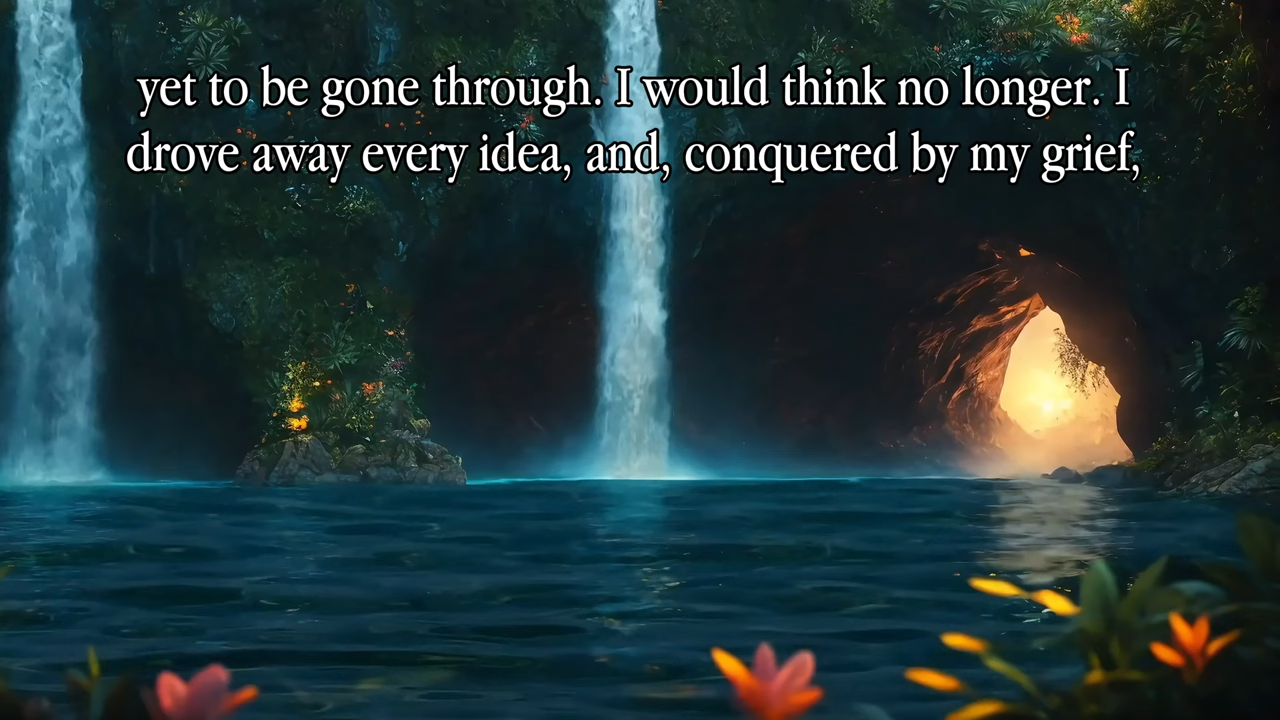 yet to be gone through. I would think no longer. I
drove away every idea, and, conquered by my grief,